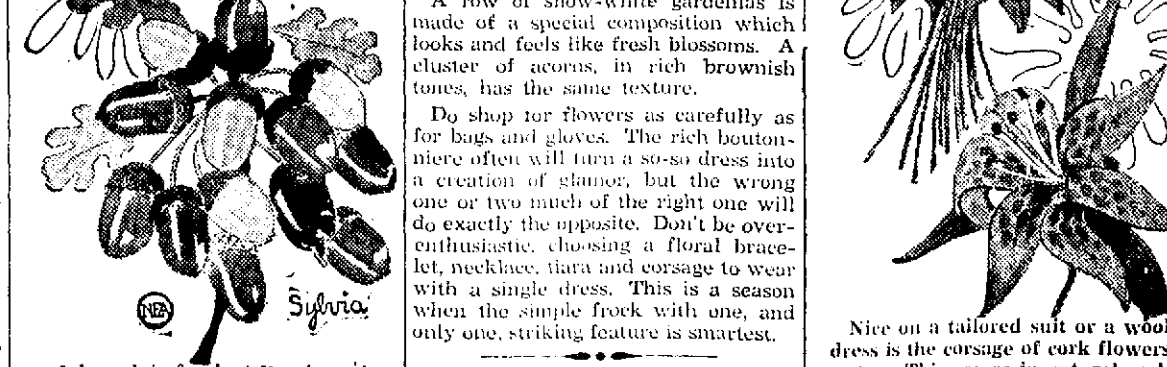 A row of snow-white gardenias is
made of a special composition which
looks and feels like fresh blossoms. A
cluster of acorns, in rich brownish
tones, has the same texture.
Do shop for flowers as carefully as
for bags and gloves. The rich bouton-
niere often will turn a so-so dress into
a creation of glamor, but the wrong
one or two much of the right one will
do exactly the opposite. Don't be over-
enthusiastic, choosing a floral brace-
let, necklace, tiara and corsage to wear
with a single dress. This is a season
when the simple frock with one, and
only one, striking feature is smartest.
NEA
Sylvia
Nice on a tailored suit or a wool
dress is the corsage of cork flowers